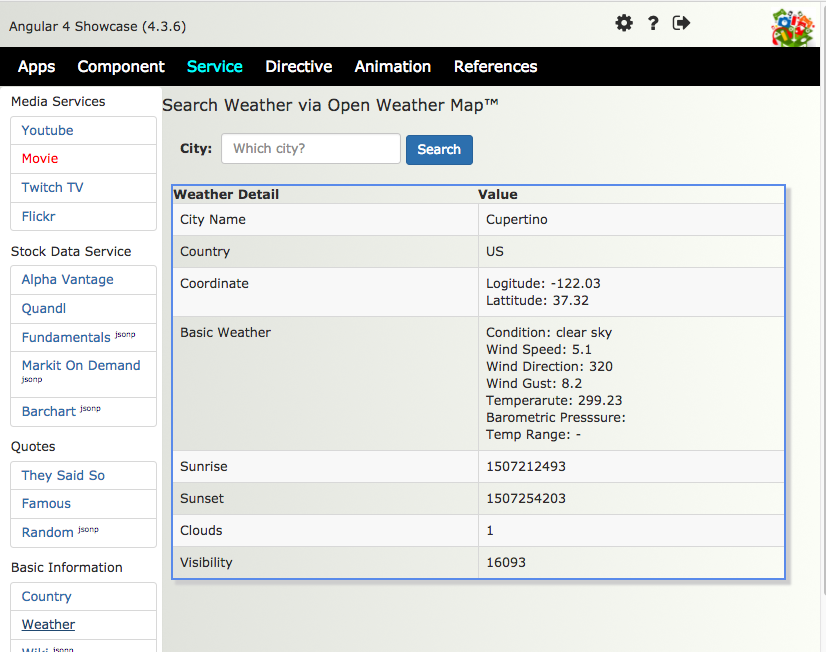 Angular 4 Showcase (4.3.6)
Apps Component Service Directive Animation References
Media Services
Youtube
Movie
Twitch TV
Flickr
Stock Data Service
Alpha Vantage
Quandl
Fundamentals jsonp
Markit On Demand
jsonp
Barchart jsonp
Quotes
They Said So
Famous
Random jsonp
Basic Information
Country
Weather
Wiki jsonp
Search Weather via Open Weather Map™
City: Which city? Search
Weather Detail Value
City Name Cupertino
Country US
Coordinate Logitude: -122.03
Lattitude: 37.32
Basic Weather Condition: clear sky
Wind Speed: 5.1
Wind Direction: 320
Wind Gust: 8.2
Temperarute: 299.23
Barometric Presssure:
Temp Range: -
Sunrise 1507212493
Sunset 1507254203
Clouds 1
Visibility 16093